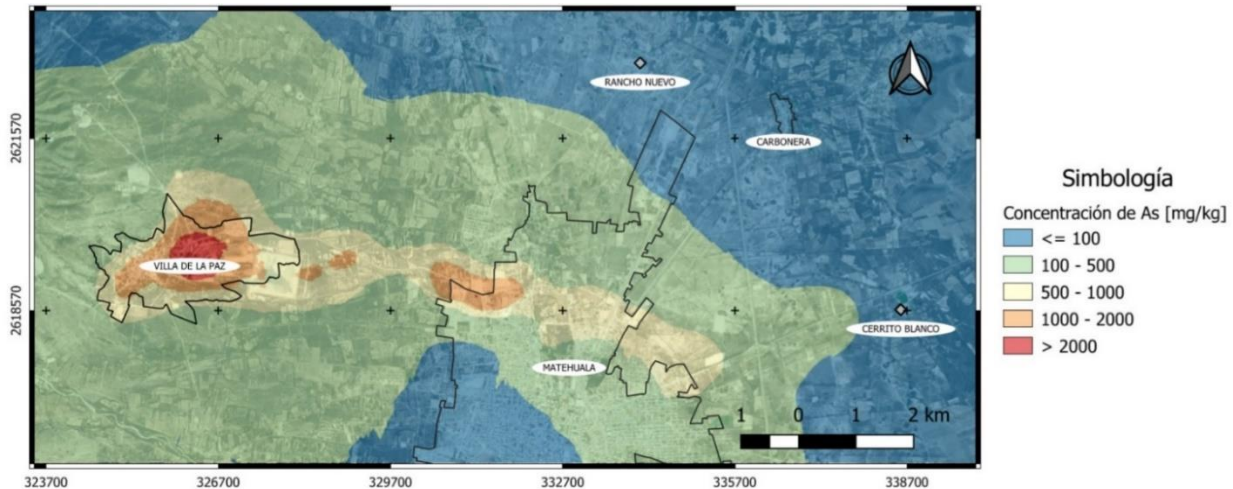 RANCHO NUEVO
CARBONERA
VILLA DE LA PAZ
CERRITO BLANCO
MATEHUALA
1 0 1 2 km
2621570
2618570
323700 326700 329700 332700 335700 338700
Simbología
Concentración de As [mg/kg]
<= 100
100 - 500
500 - 1000
1000 - 2000
> 2000